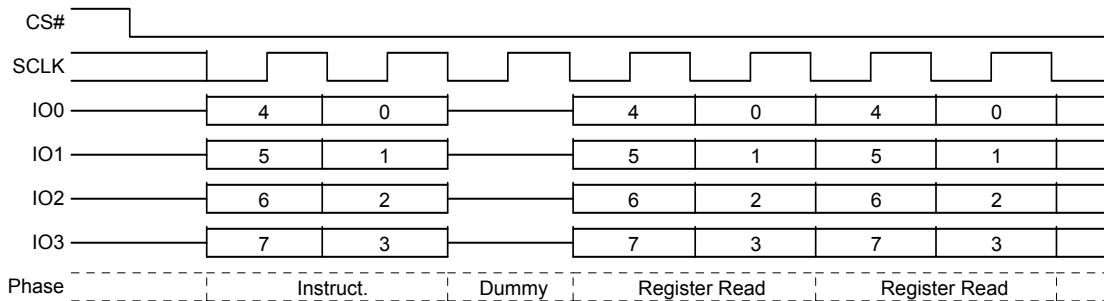 CS#
SCLK
IO0 4 0 4 0 4 0
IO1 5 1 5 1 5 1
IO2 6 2 6 2 6 2
IO3 7 3 7 3 7 3
Phase Instruct. Dummy Register Read Register Read